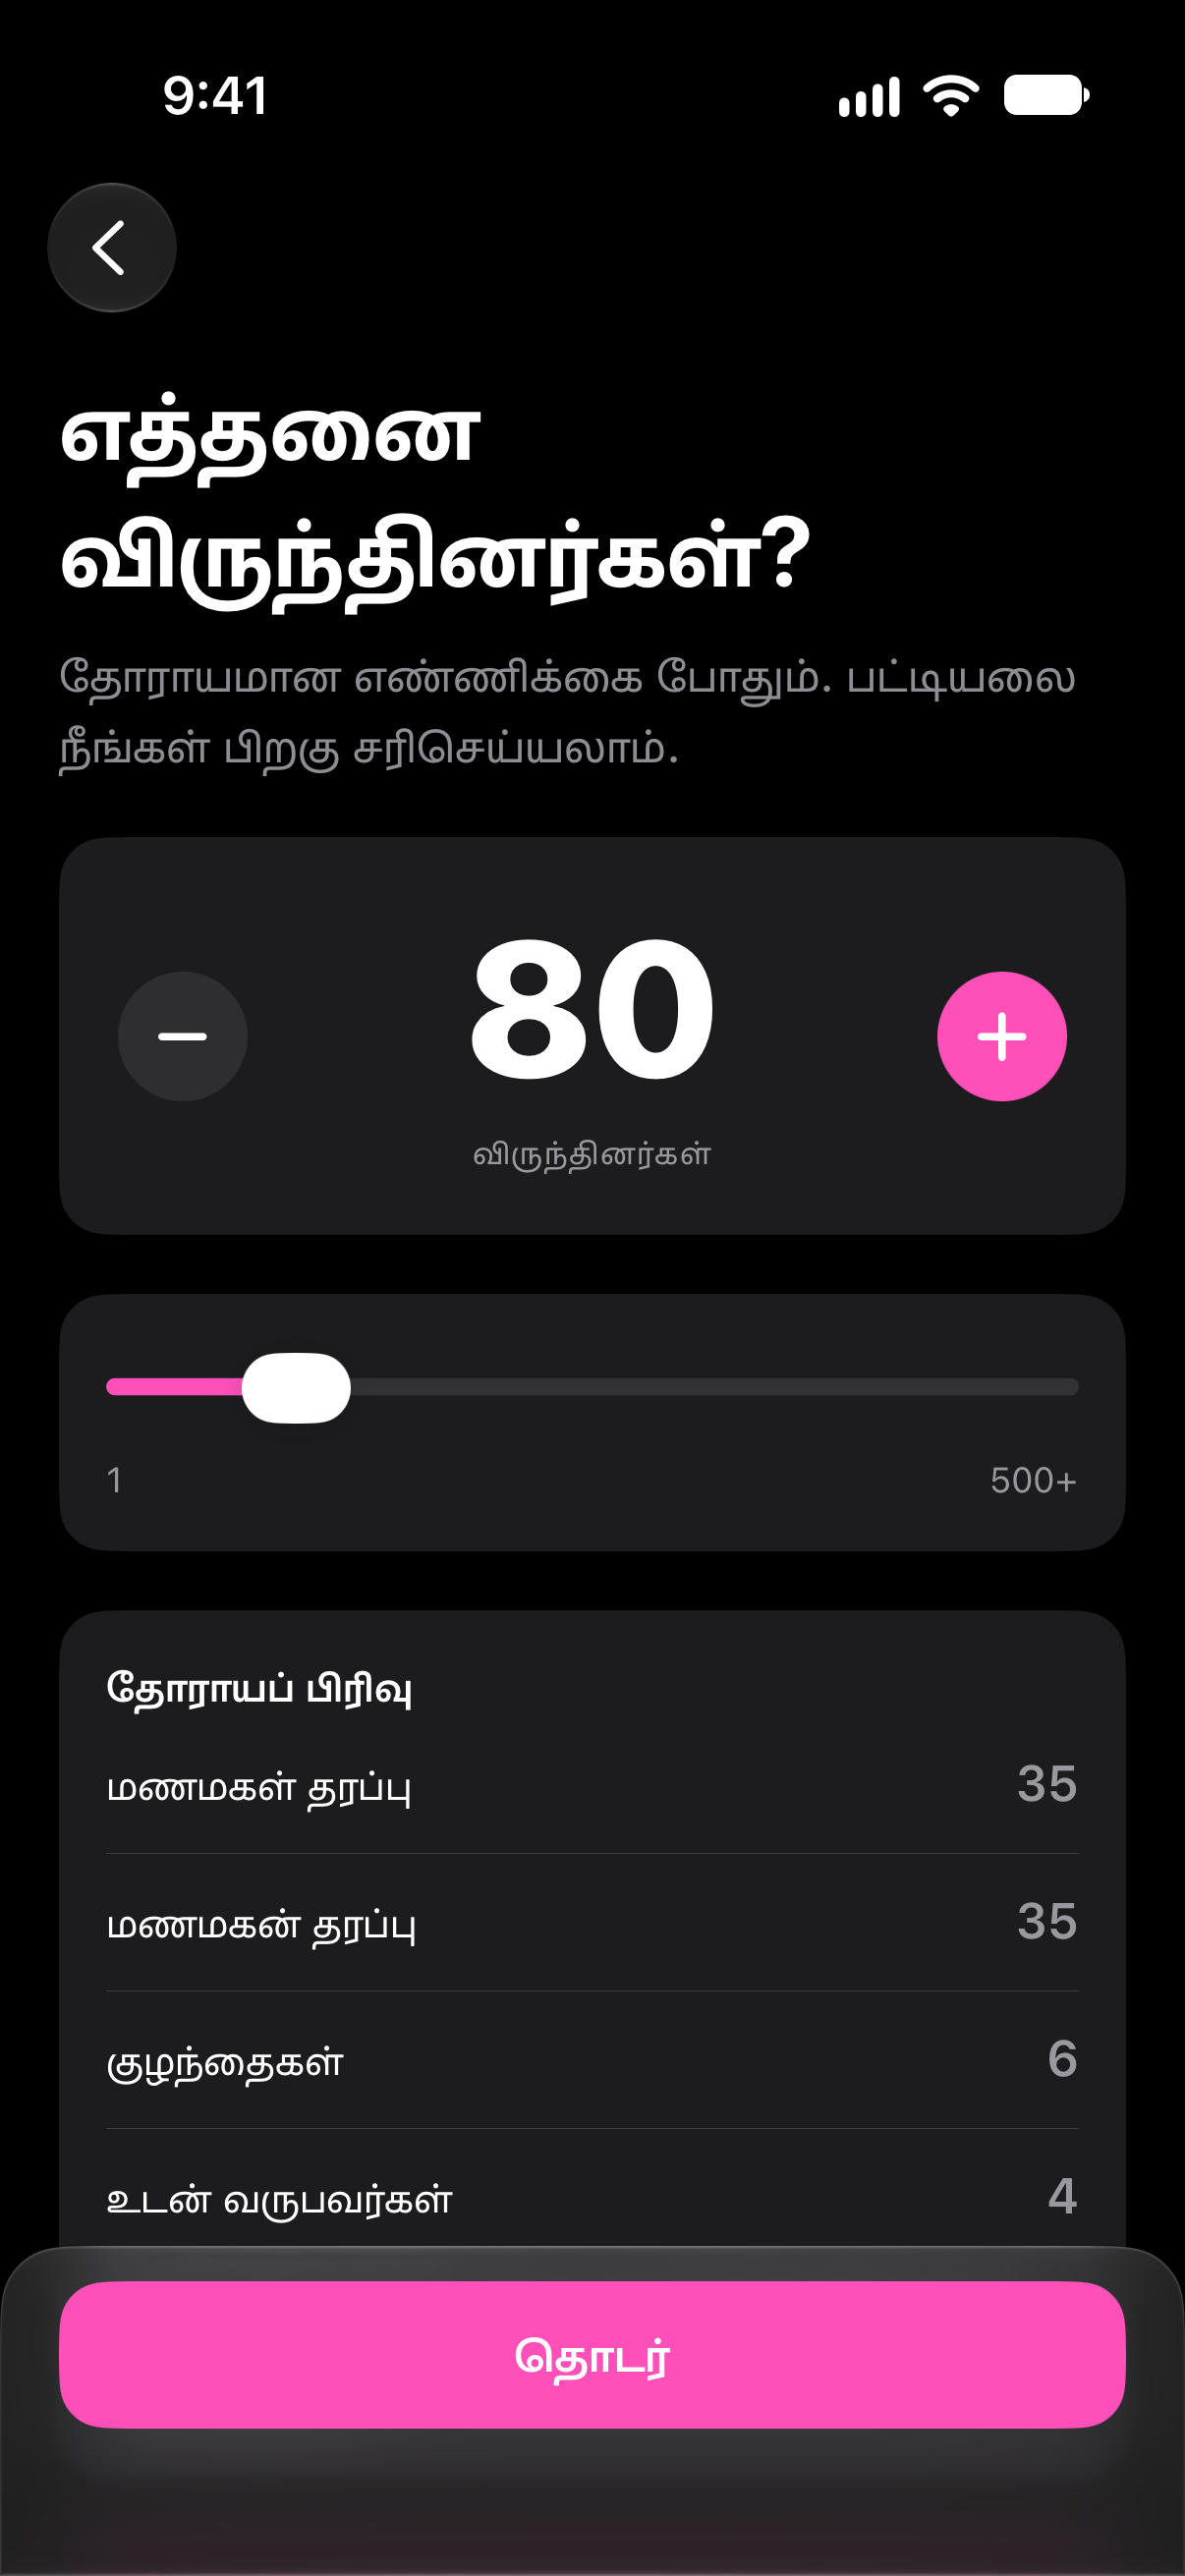 9:41
எத்தனை
விருந்தினர்கள்?
தோராயமான எண்ணிக்கை போதும். பட்டியலை
நீங்கள் பிறகு சரிசெய்யலாம்.
80
விருந்தினர்கள்
1 500+
தோராயப் பிரிவு
மணமகள் தரப்பு 35
மணமகன் தரப்பு 35
குழந்தைகள் 6
உடன் வருபவர்கள் 4
தொடர்